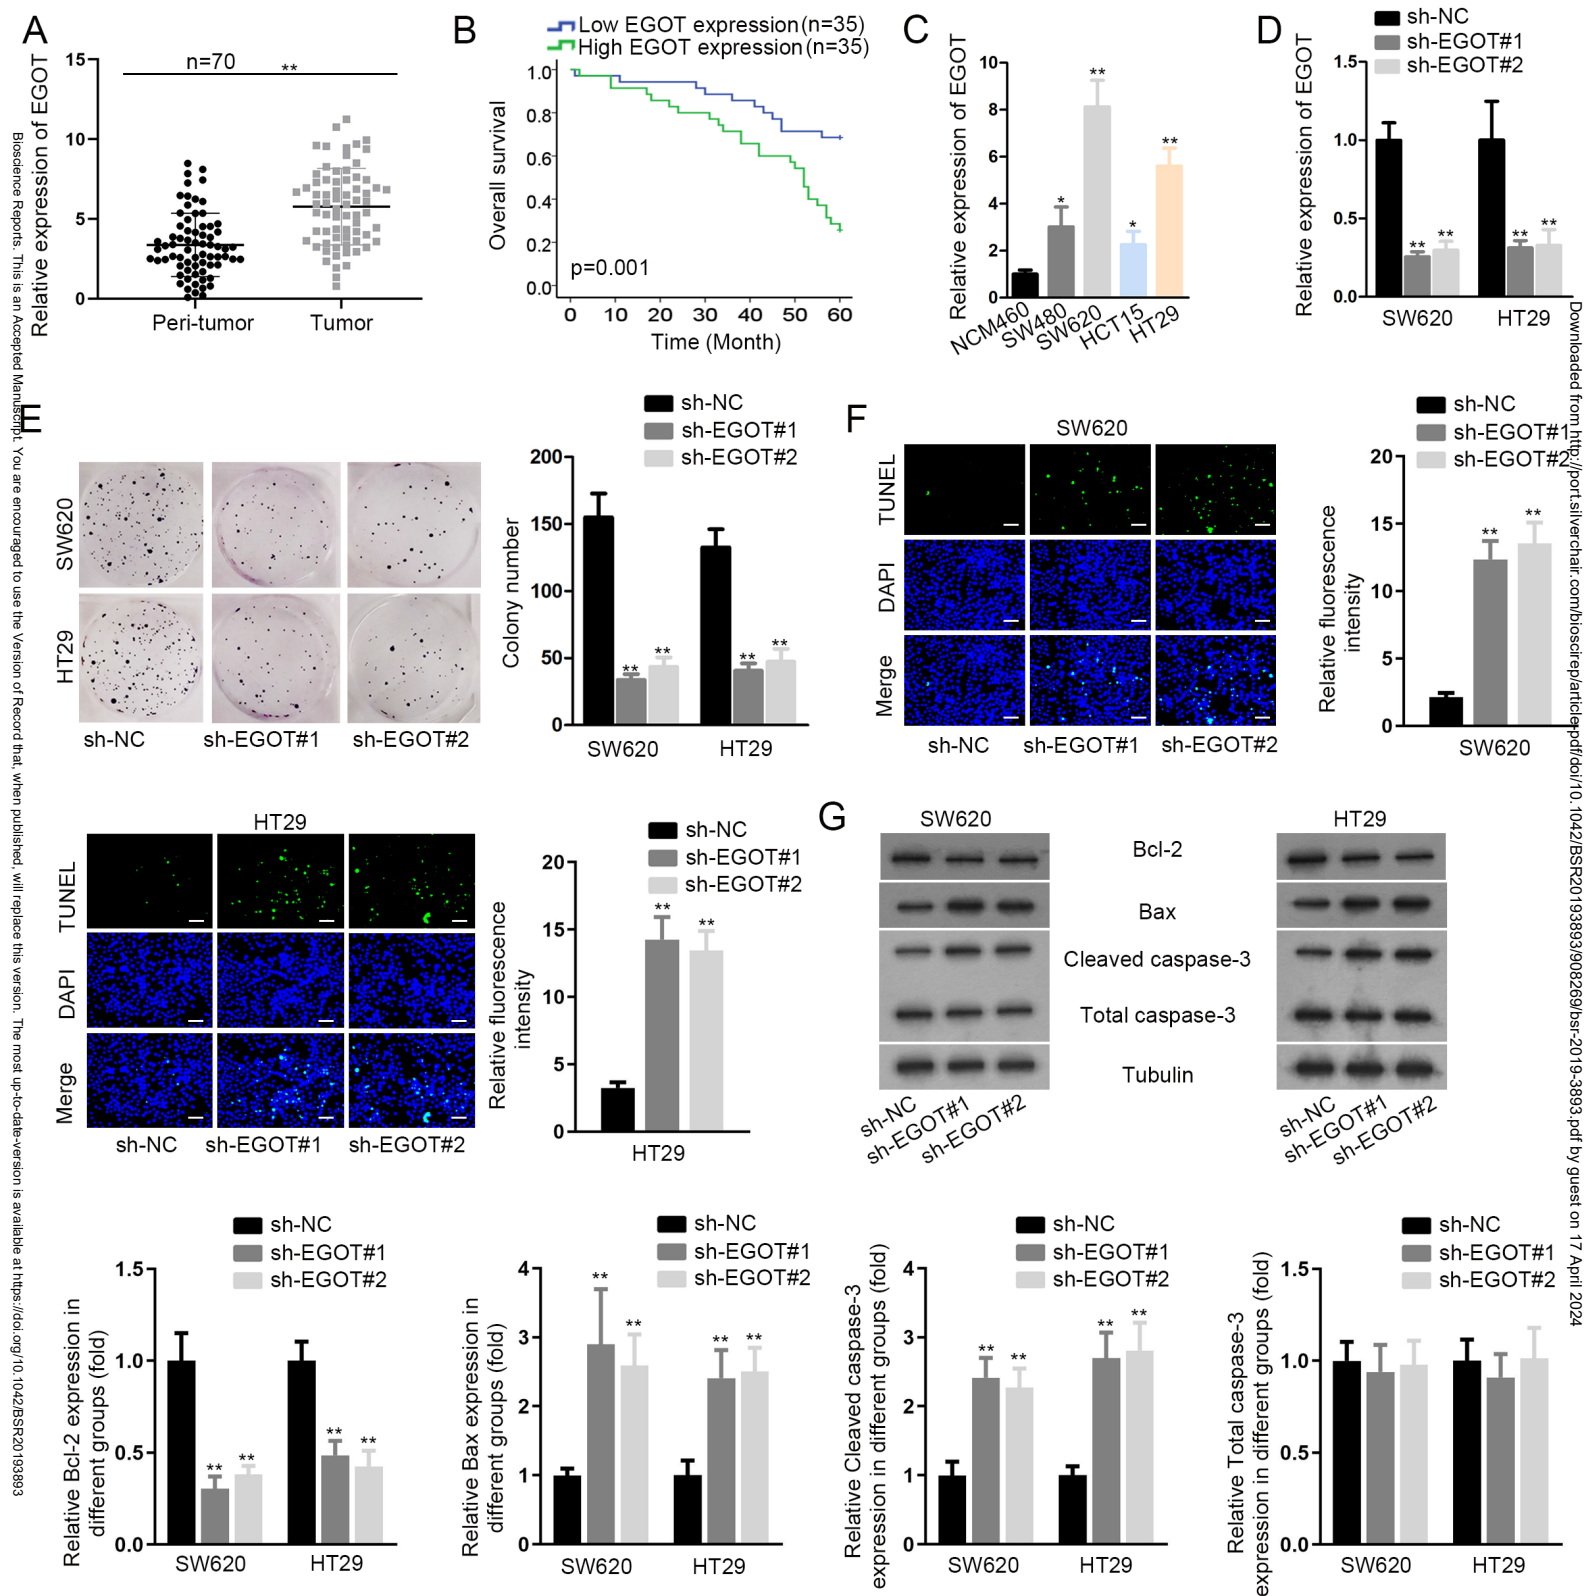 Bioscience Reports. This is an Accepted Manuscript. You are encouraged to use the Version of Record that, when published, will replace this version. The most up-to-date-version is available at https://doi.org/10.1042/BSR20193893
Downloaded from http://port.silverchair.com/bioscirep/article-pdf/doi/10.1042/BSR20193893/908269/bsr-2019-3893.pdf by guest on 17 April 2024
A
Relative expression of EGOT
n=70
**
15
10
5
0
Peri-tumor Tumor
B
Low EGOT expression (n=35)
High EGOT expression (n=35)
Overall survival
1.0
0.8
0.6
0.4
0.2
0.0
p=0.001
0 10 20 30 40 50 60
Time (Month)
C
Relative expression of EGOT
10
8
6
4
2
0
* ** * **
NCM460 SW480 SW620 HCT15 HT29
D
sh-NC
sh-EGOT#1
sh-EGOT#2
Relative expression of EGOT
1.5
1.0
0.5
0.0
** ** ** **
SW620 HT29
E
SW620
HT29
sh-NC sh-EGOT#1 sh-EGOT#2
sh-NC
sh-EGOT#1
sh-EGOT#2
Colony number
200
150
100
50
0
** ** ** **
SW620 HT29
F
SW620
TUNEL
DAPI
Merge
sh-NC sh-EGOT#1 sh-EGOT#2
sh-NC
sh-EGOT#1
sh-EGOT#2
Relative fluorescence
intensity
20
15
10
5
0
** **
SW620
HT29
TUNEL
DAPI
Merge
sh-NC sh-EGOT#1 sh-EGOT#2
sh-NC
sh-EGOT#1
sh-EGOT#2
Relative fluorescence
intensity
20
15
10
5
0
** **
HT29
G
SW620 HT29
Bcl-2
Bax
Cleaved caspase-3
Total caspase-3
Tubulin
sh-NC sh-EGOT#1 sh-EGOT#2
sh-NC sh-EGOT#1 sh-EGOT#2
sh-NC
sh-EGOT#1
sh-EGOT#2
Relative Bcl-2 expression in
different groups (fold)
1.5
1.0
0.5
0.0
** ** ** **
SW620 HT29
sh-NC
sh-EGOT#1
sh-EGOT#2
Relative Bax expression in
different groups (fold)
4
3
2
1
0
** ** ** **
SW620 HT29
sh-NC
sh-EGOT#1
sh-EGOT#2
Relative Cleaved caspase-3
expression in different groups (fold)
4
3
2
1
0
** ** ** **
SW620 HT29
sh-NC
sh-EGOT#1
sh-EGOT#2
Relative Total caspase-3
expression in different groups (fold)
1.5
1.0
0.5
0.0
SW620 HT29